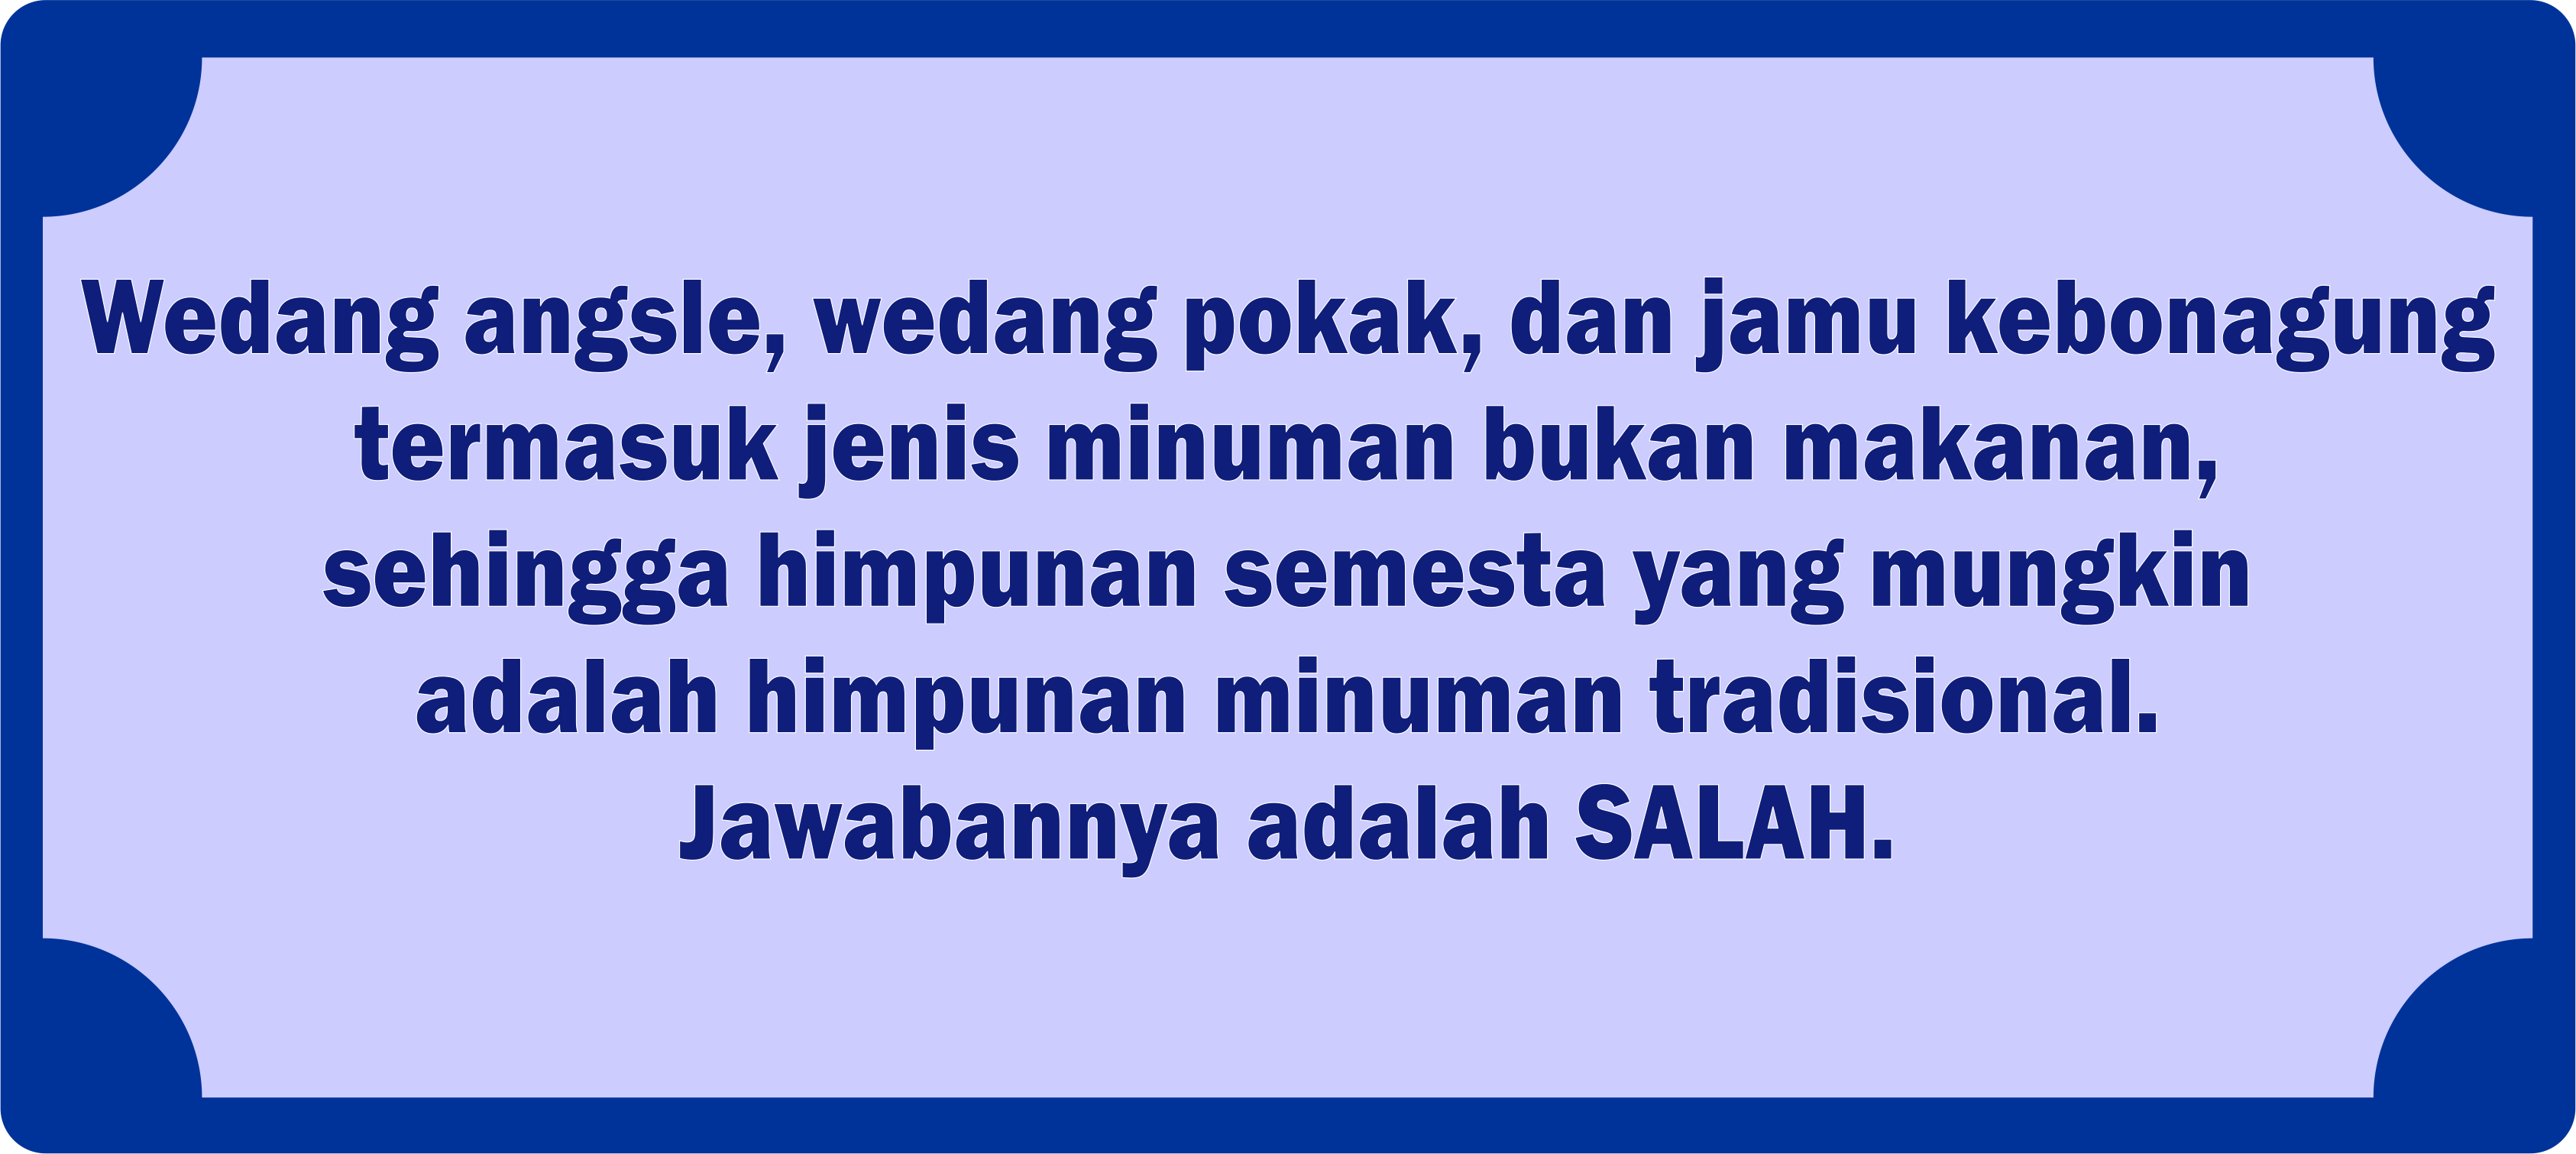 Wedang angsle, wedang pokak, dan jamu kebonagung
termasuk jenis minuman bukan makanan,
sehingga himpunan semesta yang mungkin
adalah himpunan minuman tradisional.
Jawabannya adalah SALAH.